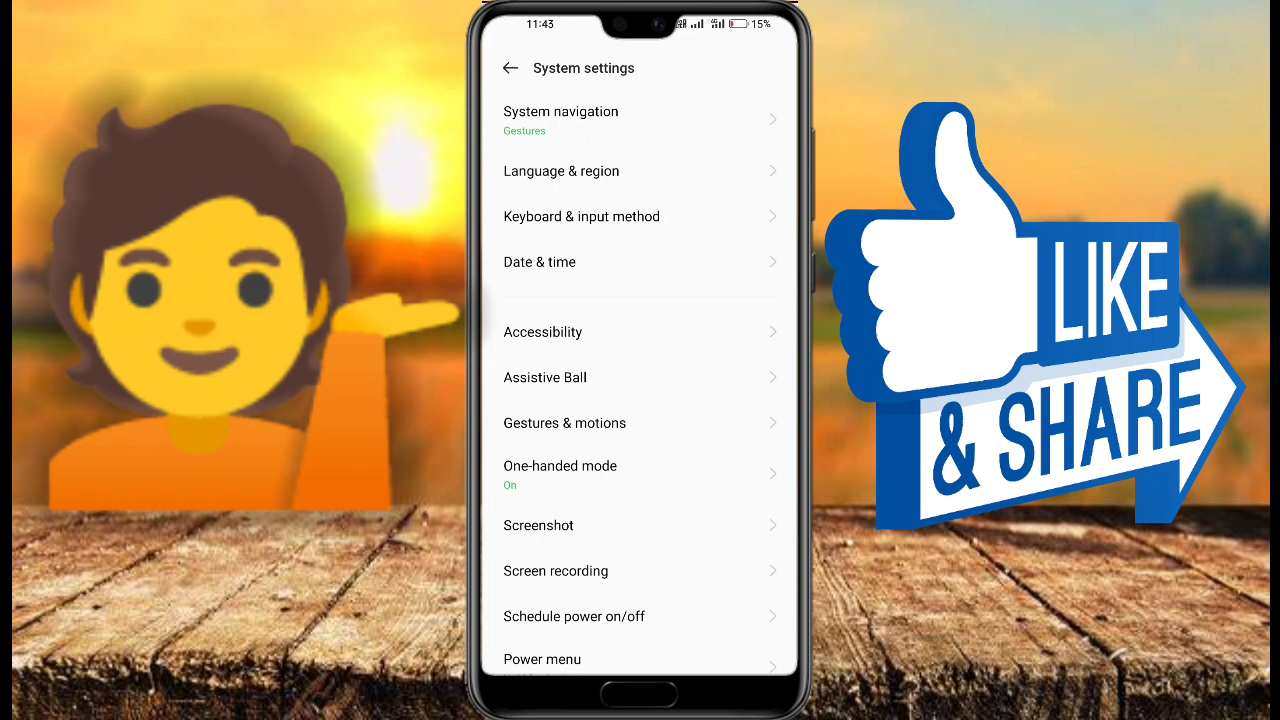 11:43
15%
System settings
System navigation
Gestures
Language & region
Keyboard & input method
Date & time
Accessibility
Assistive Ball
Gestures & motions
One-handed mode
On
Screenshot
Screen recording
Schedule power on/off
Power menu
LIKE
& SHARE